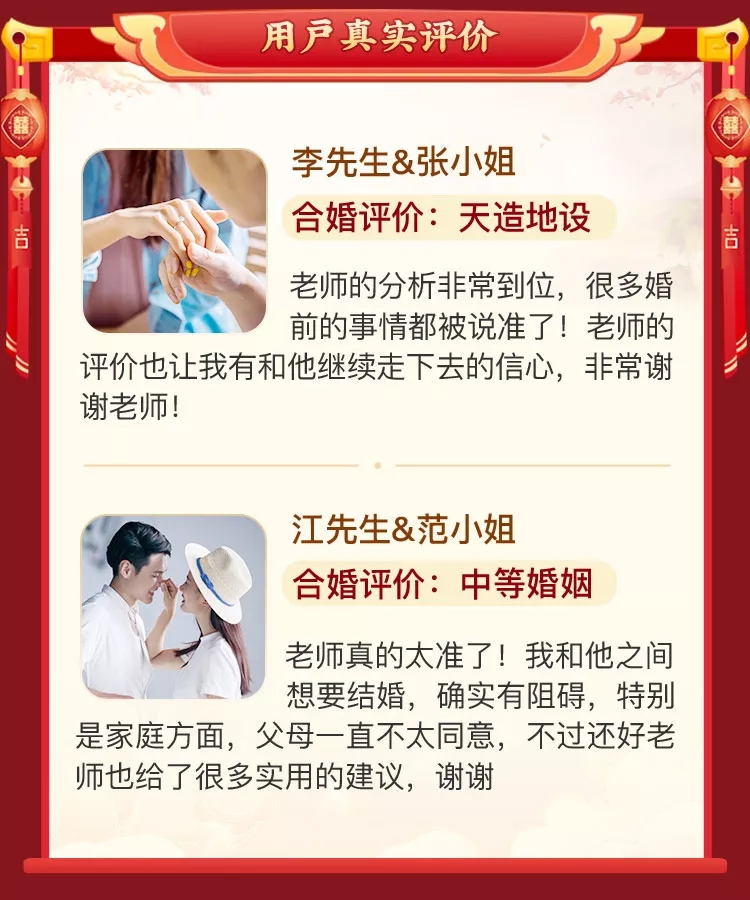 用户真实评价
李先生&张小姐
合婚评价：天造地设
老师的分析非常到位，很多婚
前的事情都被说准了！老师的
评价也让我有和他继续走下去的信心，非常谢
谢老师！
江先生&范小姐
合婚评价：中等婚姻
老师真的太准了！我和他之间
想要结婚，确实有阻碍，特别
是家庭方面，父母一直不太同意，不过还好老
师也给了很多实用的建议，谢谢
囍
吉
囍
吉